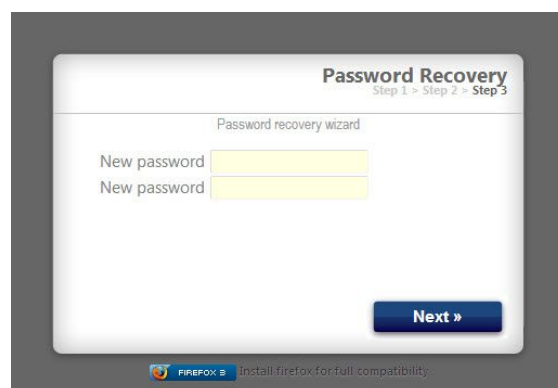 Password Recovery
Step 1 > Step 2 > Step 3
Password recovery wizard
New password
New password
Next »
FIREFOX 3 Install firefox for full compatibility